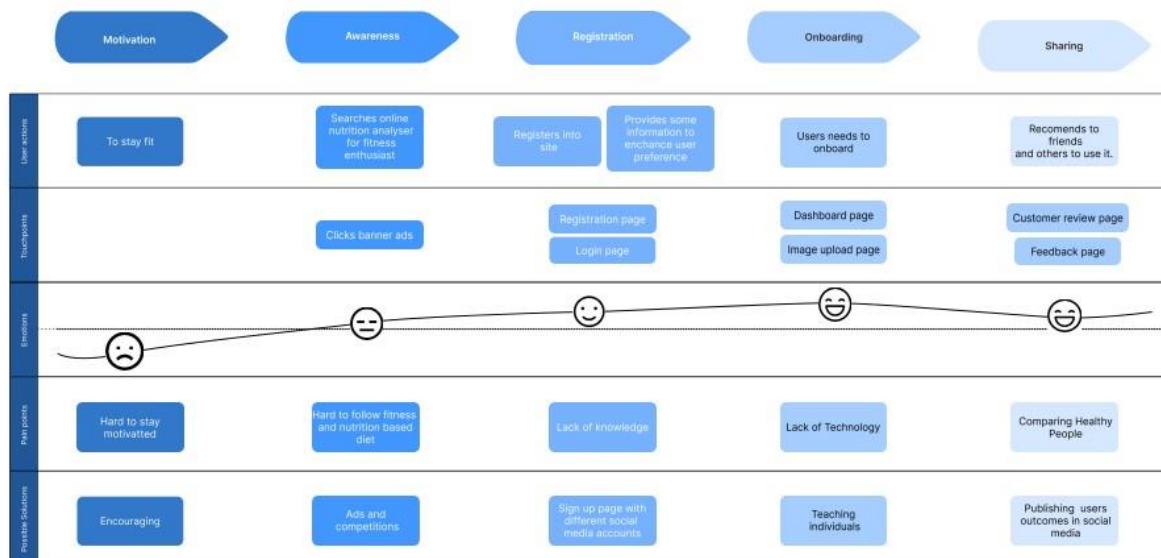 Motivation
Awareness
Registration
Onboarding
Sharing
User actions
To stay fit
Searches online
nutrition analyser
for fitness
enthusiast
Registers into
site
Provides some
information to
enchance user
preference
Users needs to
onboard
Recomends to
friends
and others to use it.
Touchpoints
Clicks banner ads
Registration page
Login page
Dashboard page
Image upload page
Customer review page
Feedback page
Emotions
Pain points
Hard to stay
motivatted
Hard to follow fitness
and nutrition based
diet
Lack of knowledge
Lack of Technology
Comparing Healthy
People
Possible Solutions
Encouraging
Ads and
competitions
Sign up page with
different social
media accounts
Teaching
individuals
Publishing users
outcomes in social
media